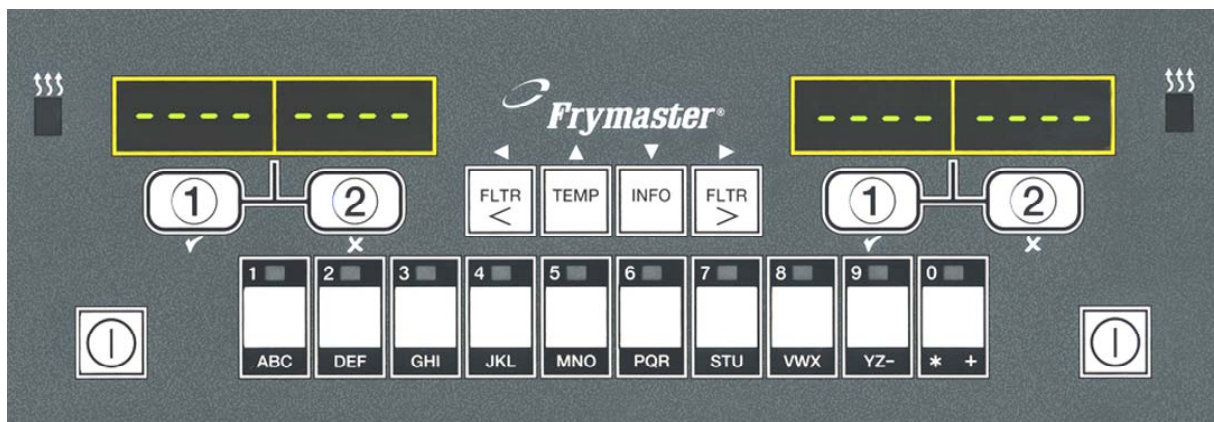 - - - - - - - - - - - - - - - -
Frymaster®
FLTR < TEMP INFO FLTR >
1 2 1 2
1 2 3 4 5 6 7 8 9 0
ABC DEF GHI JKL MNO PQR STU VWX YZ- * +